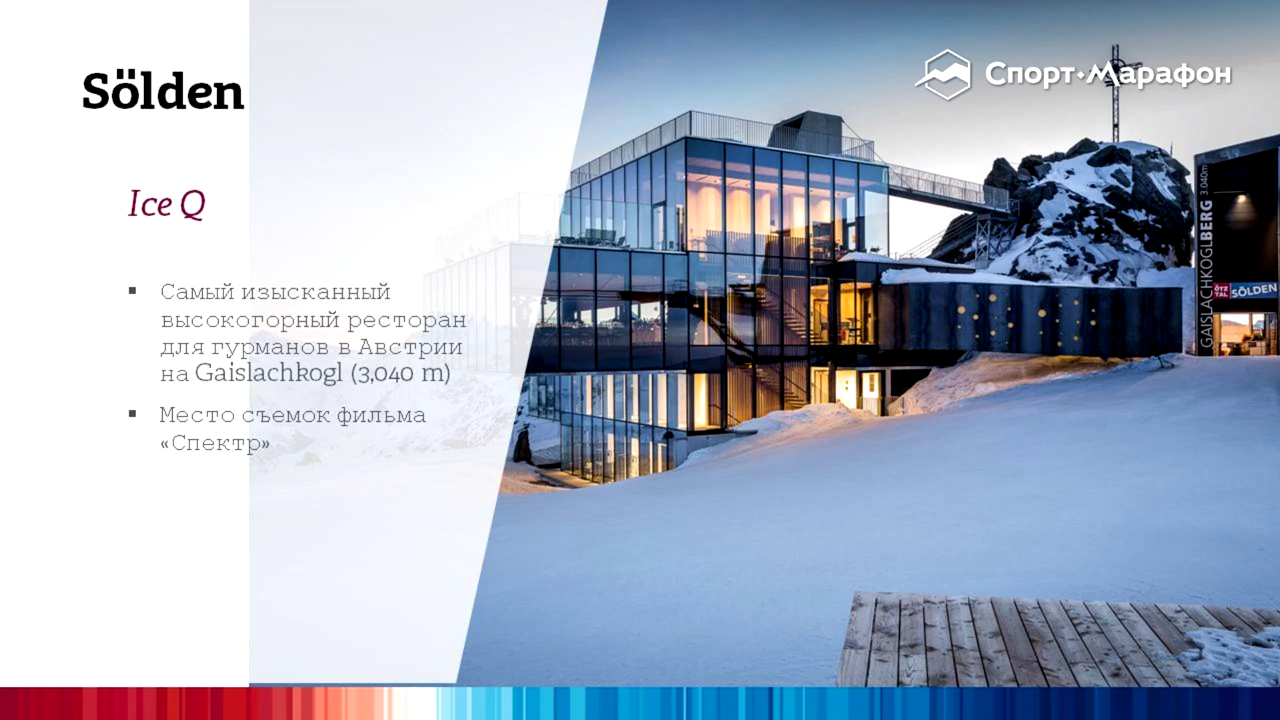 Sölden
Спорт•Марафон
Ice Q
▪ Самый изысканный
высокогорный ресторан
для гурманов в Австрии
на Gaislachkogl (3,040 m)
▪ Место съемок фильма
«Спектр»
GAISLACHKOGLBERG 3.040m
ÖTZ
TAL
SÖLDEN